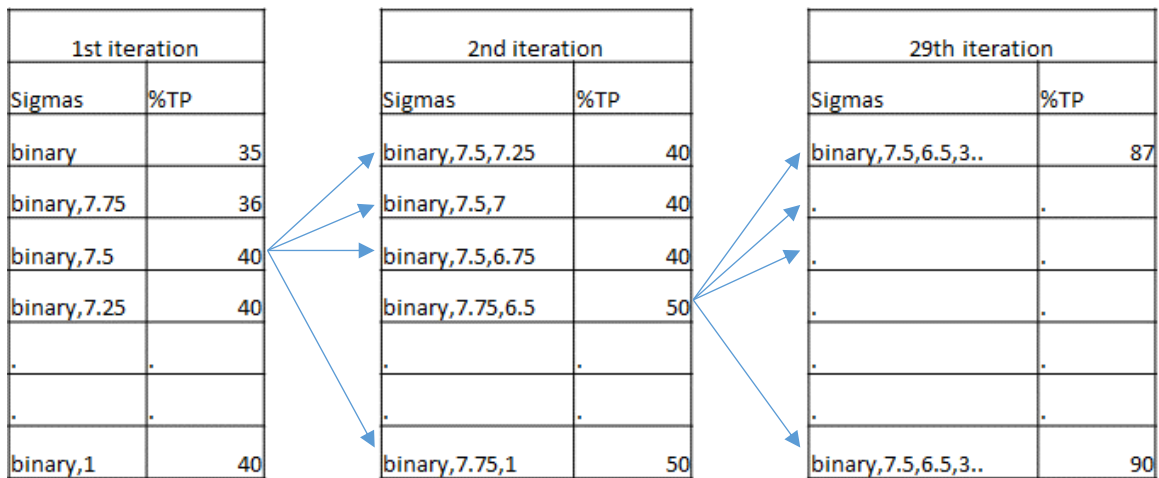 1st iteration
Sigmas %TP
binary 35
binary,7.75 36
binary,7.5 40
binary,7.25 40
. .
. .
binary,1 40
2nd iteration
Sigmas %TP
binary,7.5,7.25 40
binary,7.5,7 40
binary,7.5,6.75 40
binary,7.75,6.5 50
. .
. .
binary,7.75,1 50
29th iteration
Sigmas %TP
binary,7.5,6.5,3.. 87
. .
. .
. .
. .
. .
binary,7.5,6.5,3.. 90